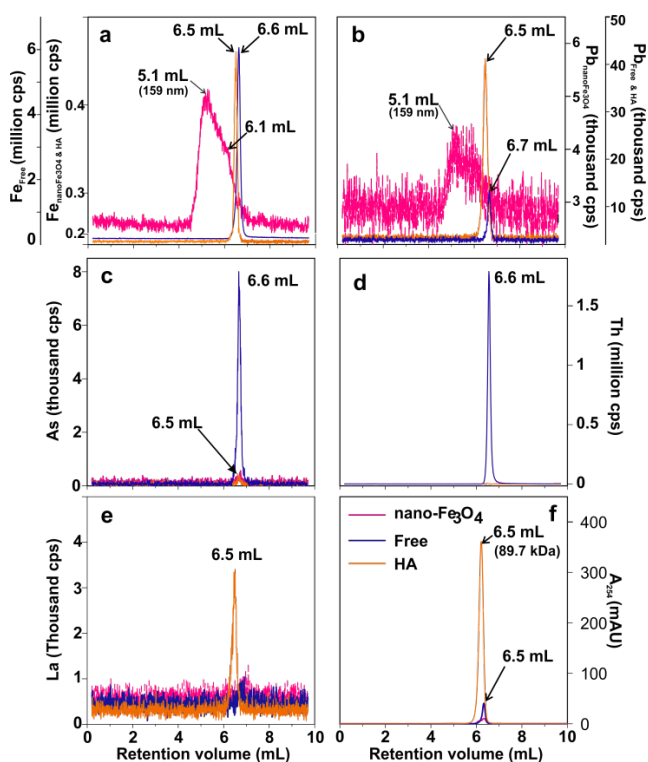 a
6.5 mL
6.6 mL
5.1 mL
(159 nm)
6.1 mL
Fe_Free (million cps)
Fe_nanoFe3O4 & HA (million cps)
6
5
4
3
2
1
0
0.4
0.3
0.2
b
6.5 mL
5.1 mL
(159 nm)
6.7 mL
6
5
4
3
Pb_nanoFe3O4 (thousand cps)
50
40
30
20
10
Pb_Free & HA (thousand cps)
c
6.6 mL
6.5 mL
As (thousand cps)
8
6
4
2
0
d
6.6 mL
1.5
1
0.5
0
Th (million cps)
e
6.5 mL
La (Thousand cps)
4
3
2
1
0
0 2 4 6 8 10
Retention volume (mL)
f
nano-Fe3O4
Free
HA
6.5 mL
(89.7 kDa)
6.5 mL
400
300
200
100
0
A254 (mAU)
0 2 4 6 8 10
Retention volume (mL)